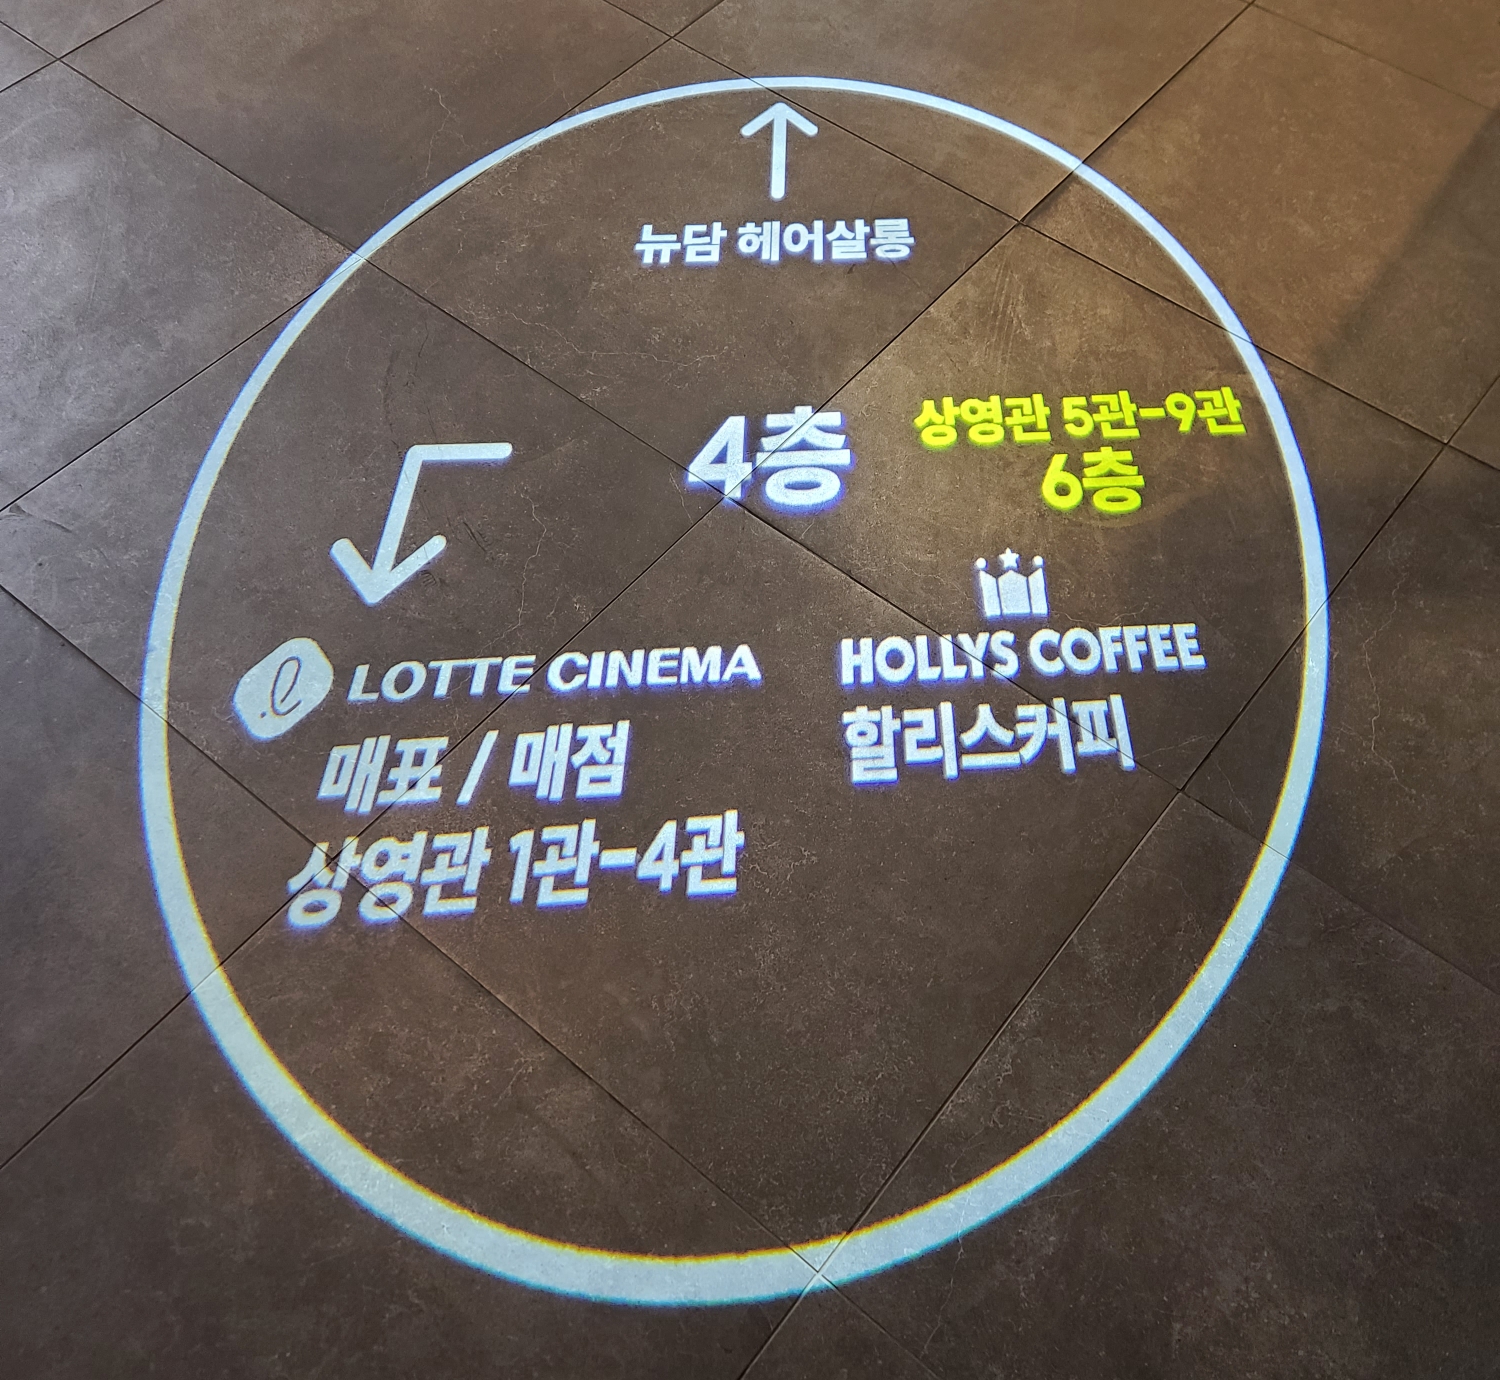 뉴담 헤어살롱
4층
상영관 5관-9관
6층
LOTTE CINEMA
매표 / 매점
상영관 1관-4관
HOLLYS COFFEE
할리스커피